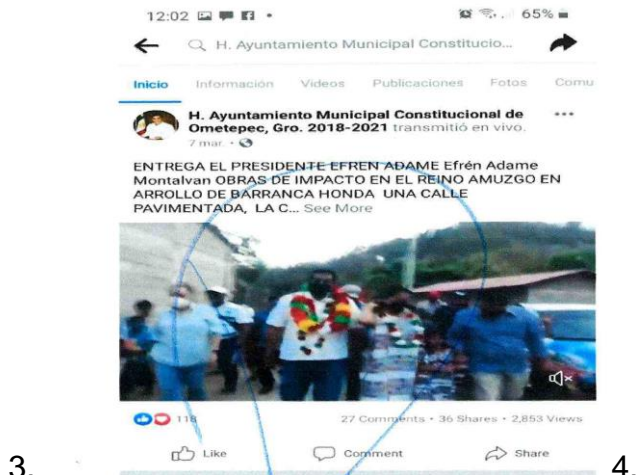 12:02 65%
H. Ayuntamiento Municipal Constitucio...
Inicio Información Videos Publicaciones Fotos Comu
H. Ayuntamiento Municipal Constitucional de
Ometepec, Gro. 2018-2021 transmitió en vivo.
7 mar.
ENTREGA EL PRESIDENTE EFREN ADAME Efrén Adame
Montalvan OBRAS DE IMPACTO EN EL REINO AMUZGO EN
ARROLLO DE BARRANCA HONDA UNA CALLE
PAVIMENTADA, LA C... See More
118 27 Comments • 36 Shares • 2,853 Views
Like Comment Share
3. 4.